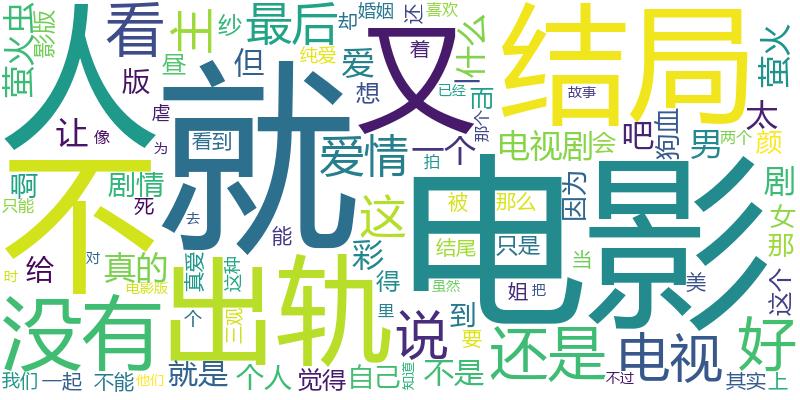 萤火虫
影版
人
看
主
纱
最后
却
婚姻
还
喜欢
什么
结局
萤火
昼
但
纯爱
爱
着
又
一
版
虐
想
已经
而
故事
让
像
就
那个
太
为
看到
爱情
一个
电视剧
会
吧
狗血
男
两个
颜
不
拍
电影
啊
剧情
只能
死
去
这
被
那么
因为
剧
女
能
结尾
只是
那
对
给
真的
出轨
真爱
这种
彩
得
当
虽然
美
这个
时
电影版
没有
个
三观
里
说
到
姐
把
要
还是
电视
好
我们
一起
不能
他们
就是
个人
觉得
自己
知道
不是
不过
其实
上